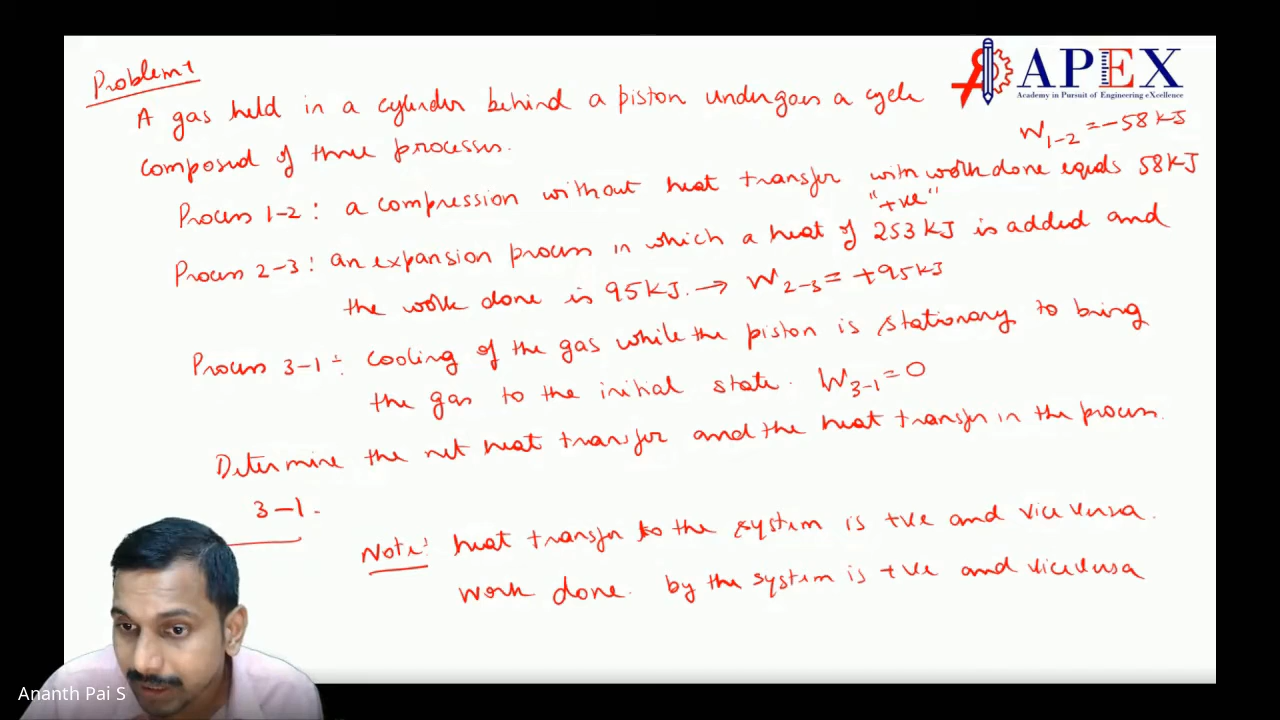 Problem 1
APEX
Academy in Pursuit of Engineering eXcellence
A gas held in a cylinder behind a piston undergoes a cycle
composed of three processes.
W1-2 = -58 kJ
Process 1-2 : a compression without heat transfer with work done equals 58 kJ
"+ve"
Process 2-3 : an expansion process in which a heat of 253 kJ is added and
the work done is 95 kJ. → W2-3 = +95 kJ
Process 3-1 : cooling of the gas while the piston is stationary to bring
the gas to the initial state. W3-1 = 0
Determine the net heat transfer and the heat transfer in the process.
3-1.
Note: heat transfer to the system is +ve and vice versa.
work done. by the system is +ve and vice versa
Ananth Pai S